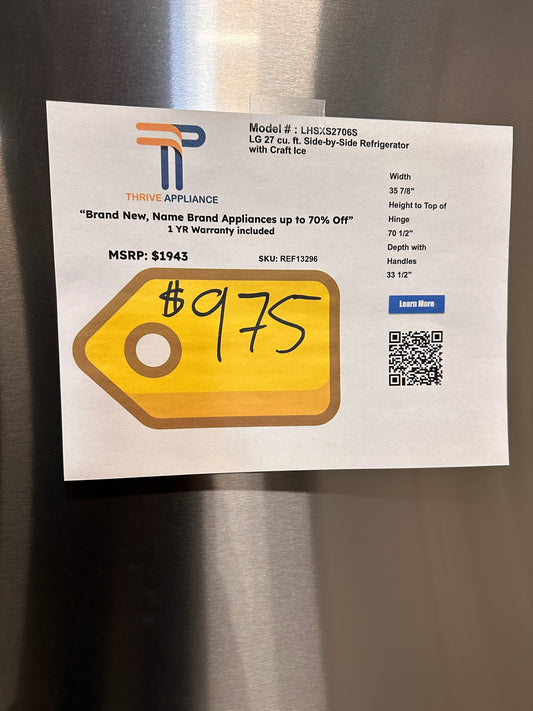 Model # : LHSXS2706S
LG 27 cu. ft. Side-by-Side Refrigerator
with Craft Ice
THRIVE APPLIANCE
“Brand New, Name Brand Appliances up to 70% Off”
1 YR Warranty included
MSRP: $1943
SKU: REF13296
$975
Width
35 7/8"
Height to Top of
Hinge
70 1/2"
Depth with
Handles
33 1/2"
Learn More